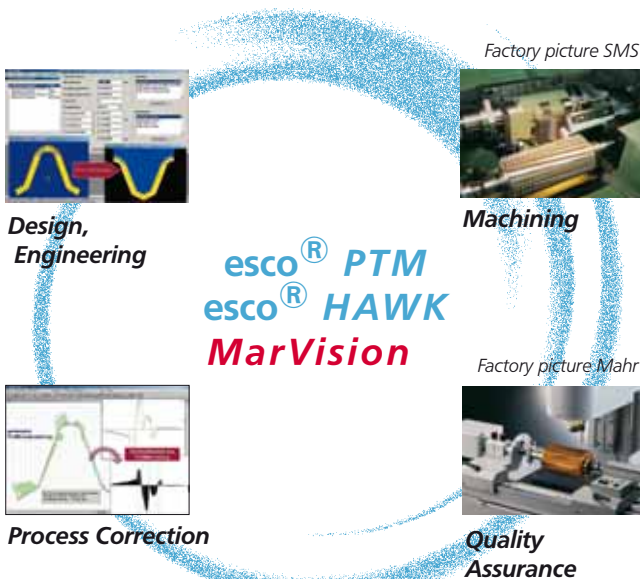 Factory picture SMS
Design,
Engineering
Machining
esco® PTM
esco® HAWK
MarVision
Factory picture Mahr
Process Correction
Quality
Assurance